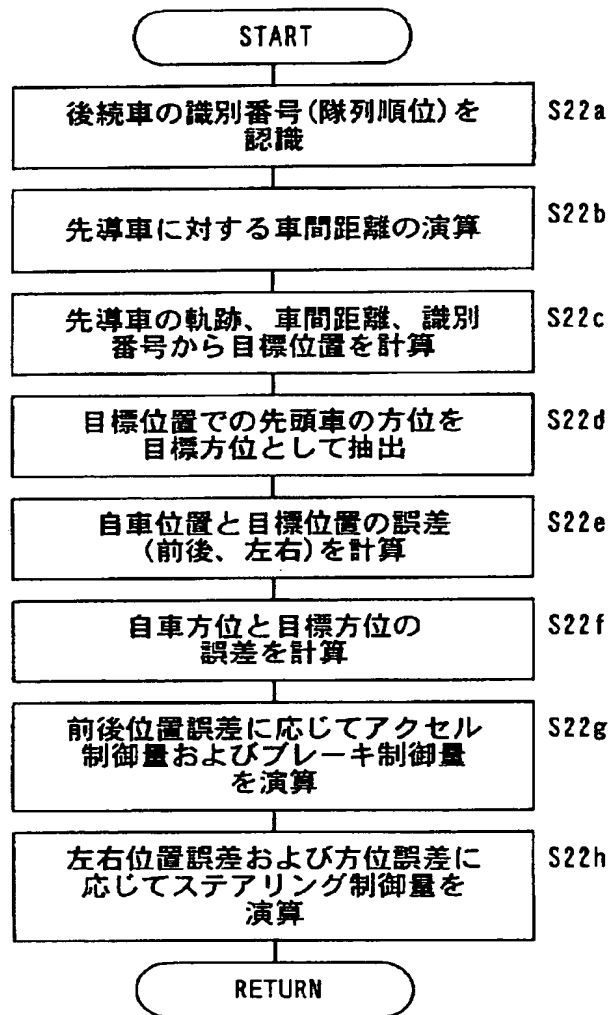 START
後続車の識別番号(隊列順位)を
認識
S22a
先導車に対する車間距離の演算
S22b
先導車の軌跡、車間距離、識別
番号から目標位置を計算
S22c
目標位置での先頭車の方位を
目標方位として抽出
S22d
自車位置と目標位置の誤差
(前後、左右)を計算
S22e
自車方位と目標方位の
誤差を計算
S22f
前後位置誤差に応じてアクセル
制御量およびブレーキ制御量
を演算
S22g
左右位置誤差および方位誤差に
応じてステアリング制御量を
演算
S22h
RETURN